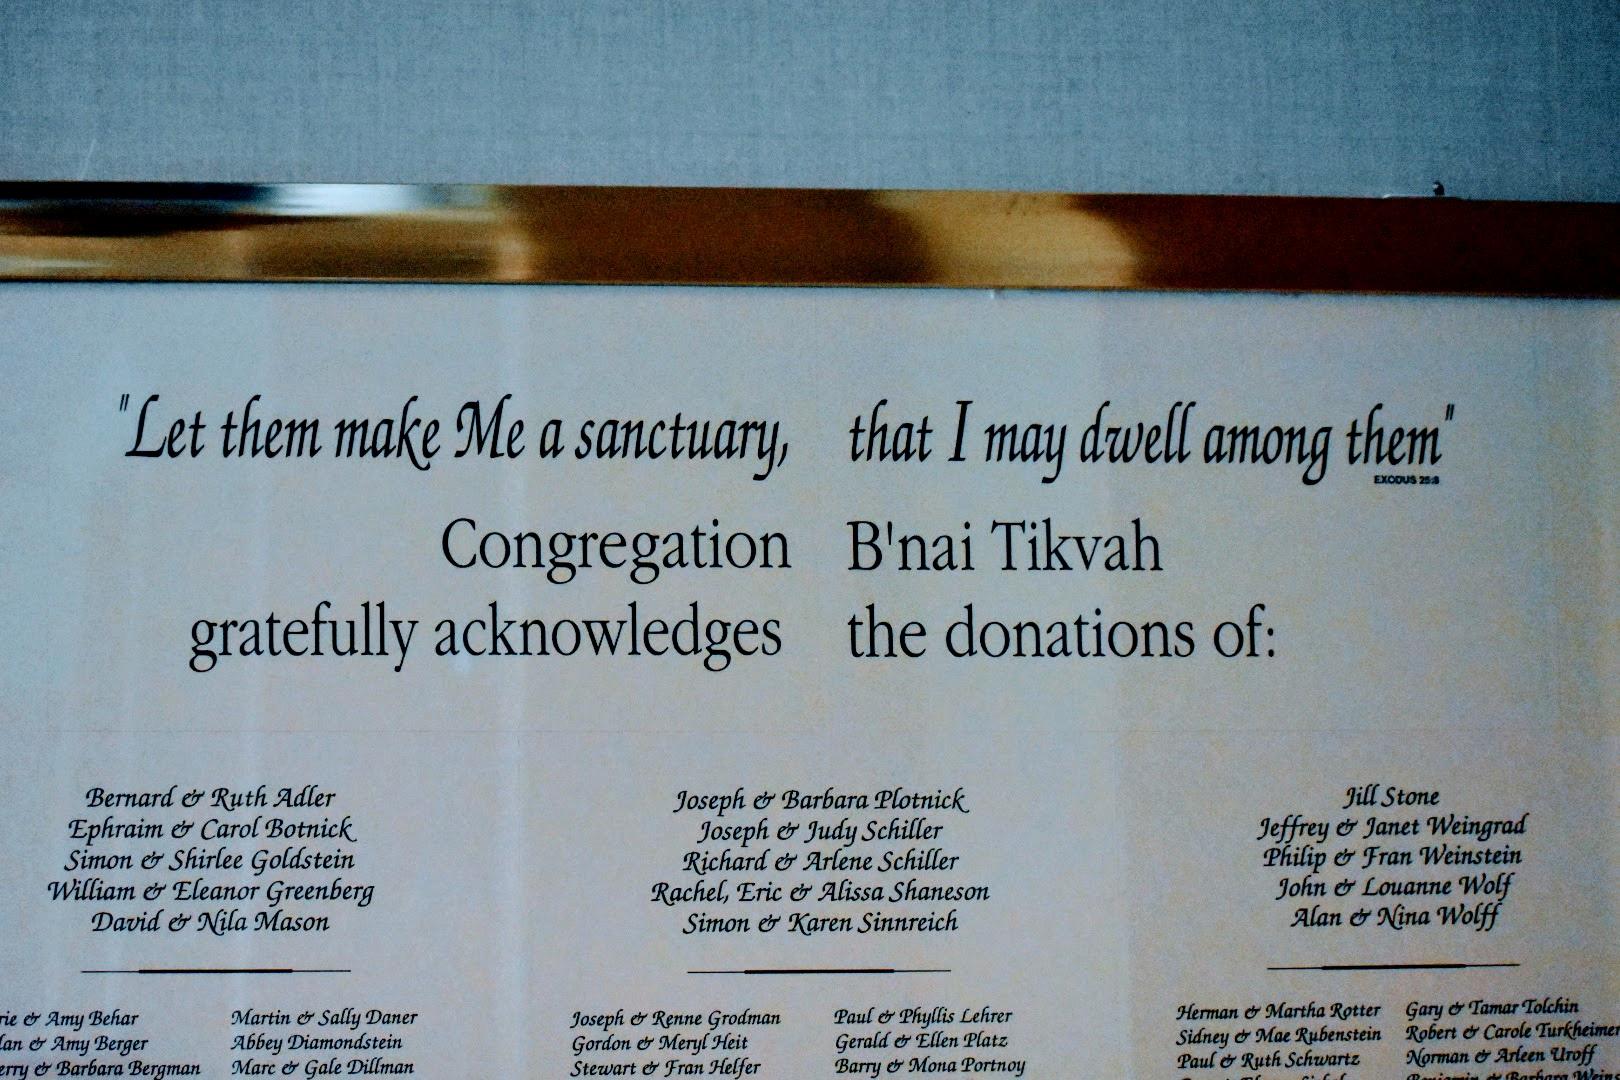 "Let them make Me a sanctuary, that I may dwell among them"
EXODUS 25:8
Congregation B'nai Tikvah
gratefully acknowledges the donations of:
Bernard & Ruth Adler
Ephraim & Carol Botnick
Simon & Shirlee Goldstein
William & Eleanor Greenberg
David & Nila Mason
Joseph & Barbara Plotnick
Joseph & Judy Schiller
Richard & Arlene Schiller
Rachel, Eric & Alissa Shaneson
Simon & Karen Sinnreich
Jill Stone
Jeffrey & Janet Weingrad
Philip & Fran Weinstein
John & Louanne Wolf
Alan & Nina Wolff
& Amy Behar
& Amy Berger
& Barbara Bergman
Martin & Sally Daner
Abbey Diamondstein
Marc & Gale Dillman
Joseph & Renne Grodman
Gordon & Meryl Heit
Stewart & Fran Helfer
Paul & Phyllis Lehrer
Gerald & Ellen Platz
Barry & Mona Portnoy
Herman & Martha Rotter
Sidney & Mae Rubenstein
Paul & Ruth Schwartz
Gary & Tamar Tolchin
Robert & Carole Turkheimer
Norman & Arleen Uroff